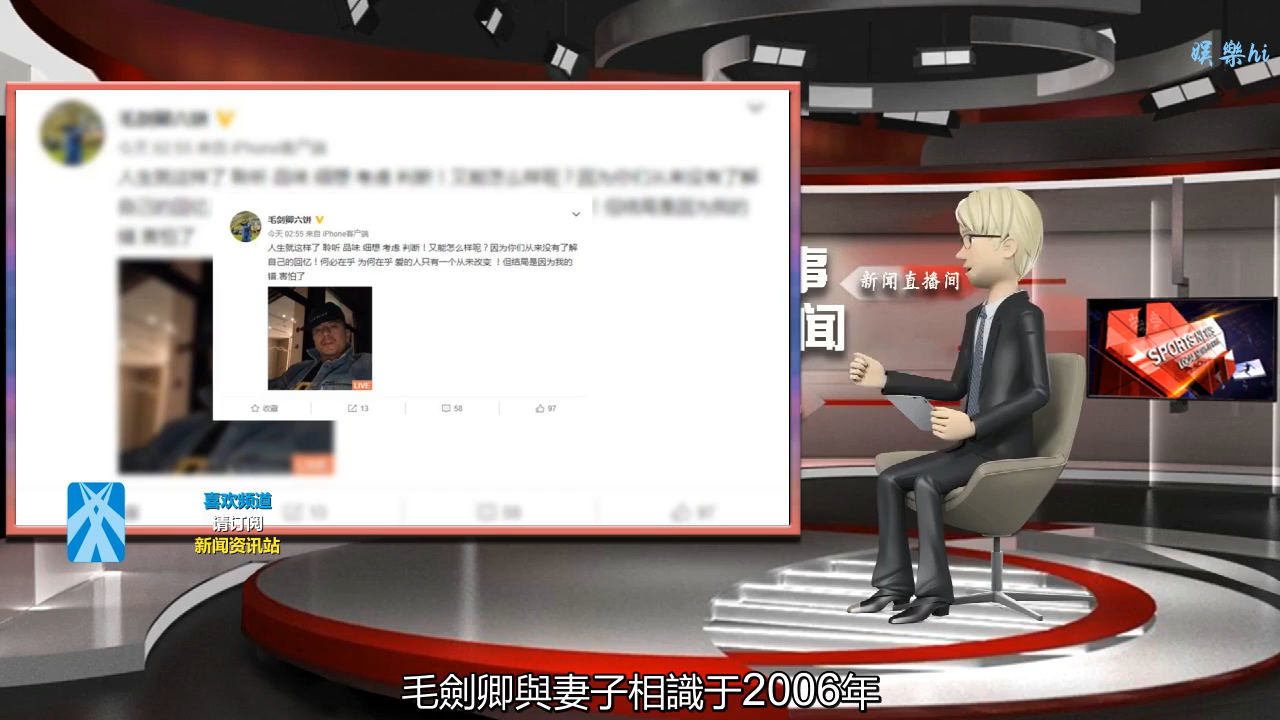 娱樂hi
毛剑卿六饼
今天 02:55 来自 iPhone客户端
人生就这样了 聆听 品味 细想 考虑 判断！又能怎么样呢？因为你们从来没有了解
自己的回忆！何必在乎 为何在乎 爱的人只有一个从未改变 ！但结局是因为我的
错.害怕了
LIVE
收藏
13
58
97
事
闻
新闻直播间
SPORTS
喜欢频道
请订阅
新闻资讯站
毛劍卿與妻子相識于2006年